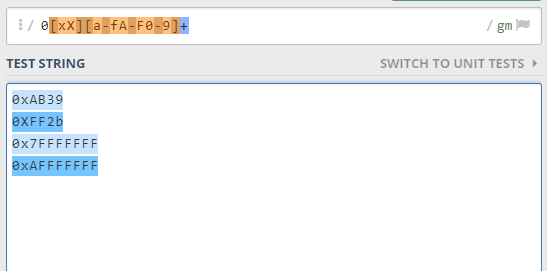 / 0[xX][a-fA-F0-9]+ / gm
TEST STRING SWITCH TO UNIT TESTS
0xAB39
0XFF2b
0x7FFFFFFF
0xAFFFFFFF